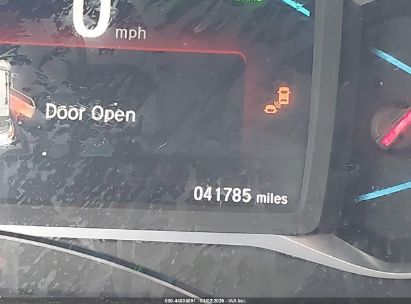 0 mph
Door Open
041785 miles